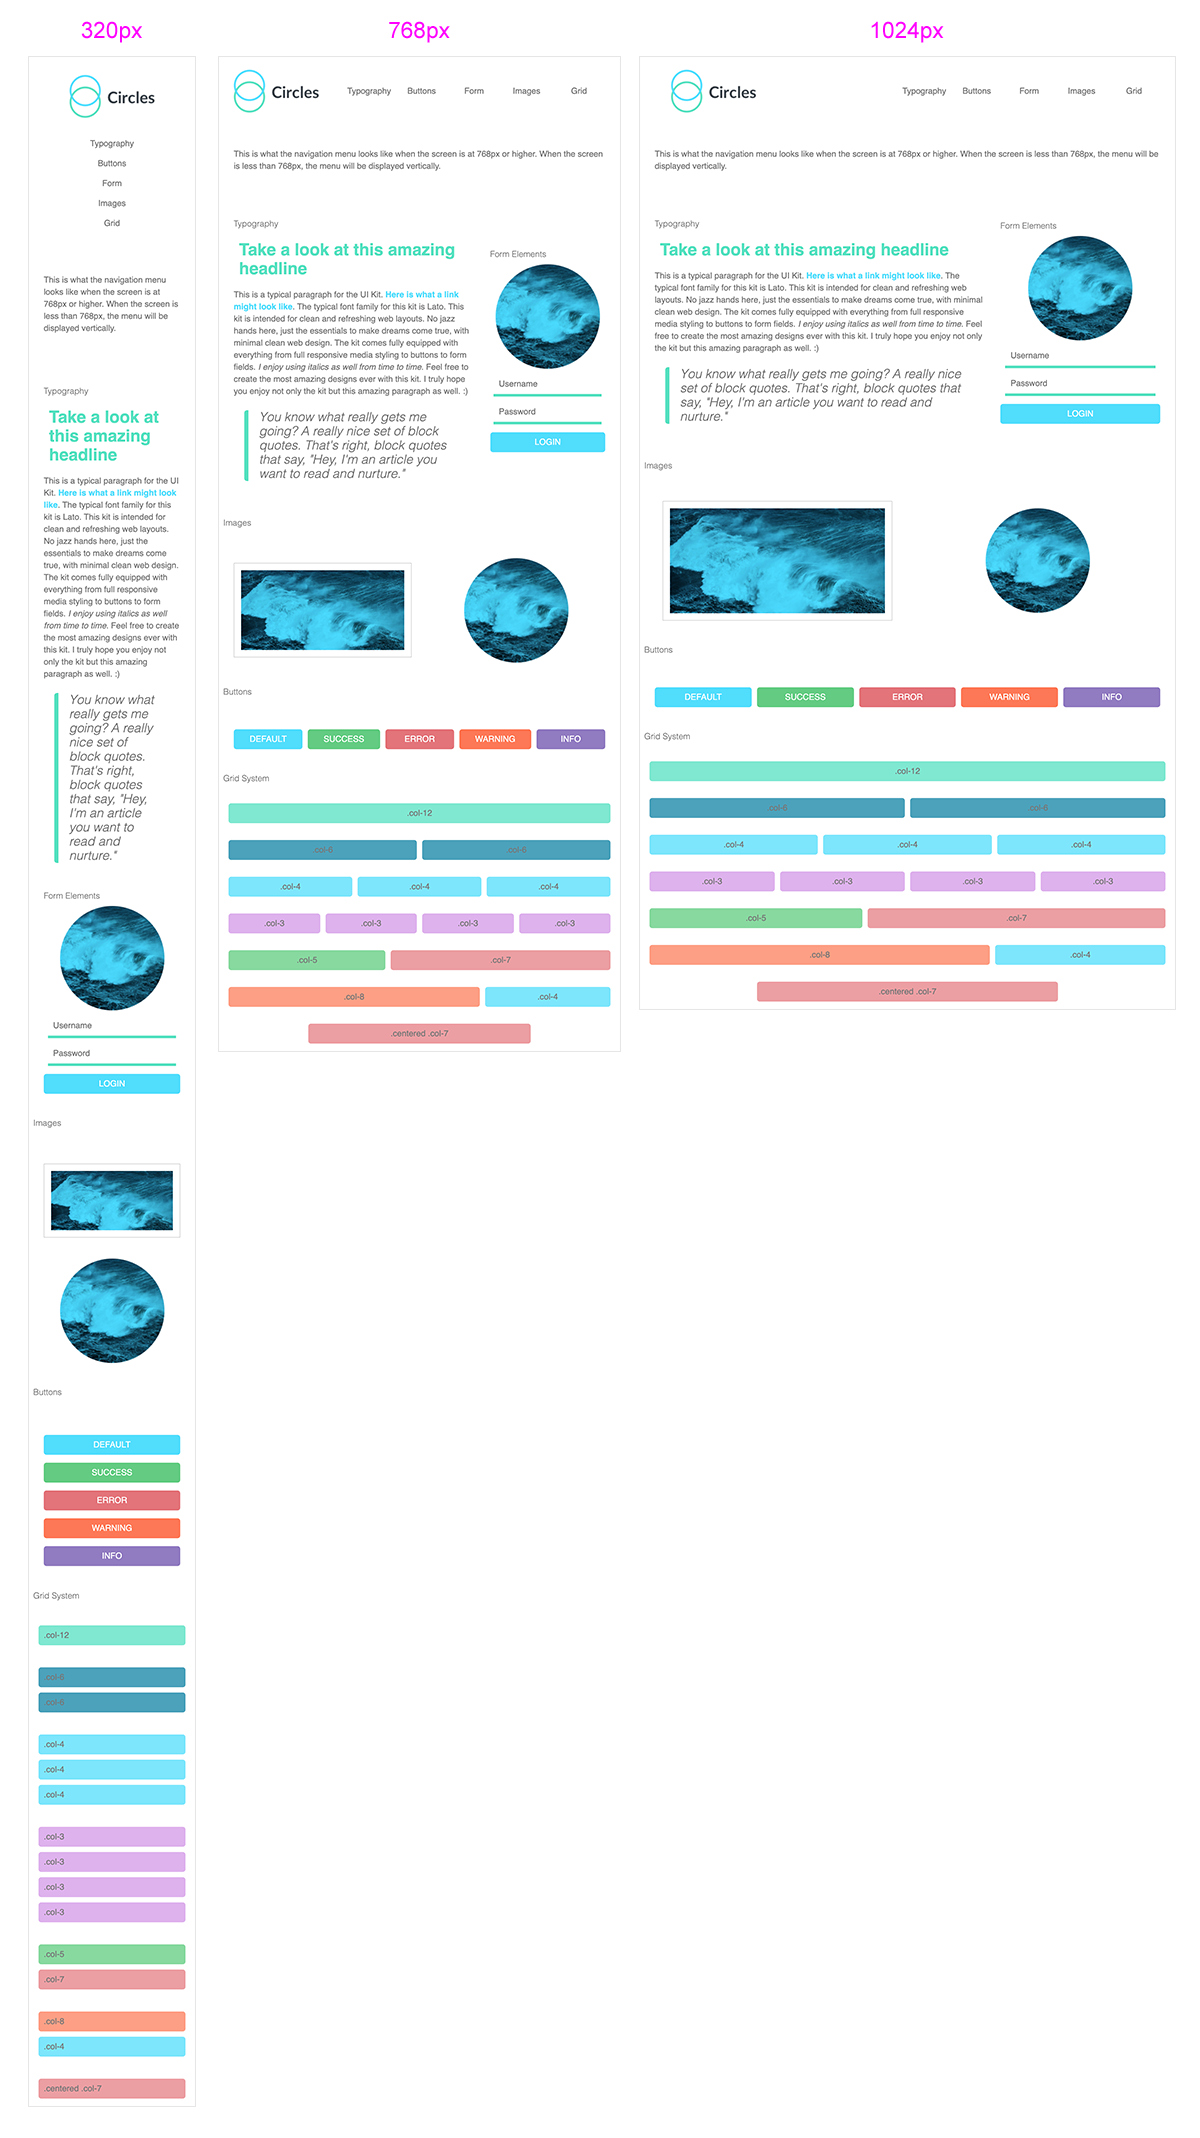 320px
Circles
Typography
Buttons
Form
Images
Grid
This is what the navigation menu
looks like when the screen is at
768px or higher. When the screen is
less than 768px, the menu will be
displayed vertically.
Typography
Take a look at
this amazing
headline
This is a typical paragraph for the UI
Kit. Here is what a link might look
like. The typical font family for this
kit is Lato. This kit is intended for
clean and refreshing web layouts.
No jazz hands here, just the
essentials to make dreams come
true, with minimal clean web design.
The kit comes fully equipped with
everything from full responsive
media styling to buttons to form
fields. I enjoy using italics as well
from time to time. Feel free to create
the most amazing designs ever with
this kit. I truly hope you enjoy not
only the kit but this amazing
paragraph as well. :)
You know what
really gets me
going? A really
nice set of
block quotes.
That's right,
block quotes
that say, "Hey,
I'm an article
you want to
read and
nurture."
Form Elements
Username
Password
LOGIN
Images
Buttons
DEFAULT
SUCCESS
ERROR
WARNING
INFO
Grid System
.col-12
.col-6
.col-6
.col-4
.col-4
.col-4
.col-3
.col-3
.col-3
.col-3
.col-5
.col-7
.col-8
.col-4
.centered .col-7
768px
Circles Typography Buttons Form Images Grid
This is what the navigation menu looks like when the screen is at 768px or higher. When the screen
is less than 768px, the menu will be displayed vertically.
Typography
Take a look at this amazing
headline
This is a typical paragraph for the UI Kit. Here is what a link
might look like. The typical font family for this kit is Lato. This
kit is intended for clean and refreshing web layouts. No jazz
hands here, just the essentials to make dreams come true, with
minimal clean web design. The kit comes fully equipped with
everything from full responsive media styling to buttons to form
fields. I enjoy using italics as well from time to time. Feel free to
create the most amazing designs ever with this kit. I truly hope
you enjoy not only the kit but this amazing paragraph as well. :)
You know what really gets me
going? A really nice set of block
quotes. That's right, block quotes
that say, "Hey, I'm an article you
want to read and nurture."
Form Elements
Username
Password
LOGIN
Images
Buttons
DEFAULT SUCCESS ERROR WARNING INFO
Grid System
.col-12
.col-6 .col-6
.col-4 .col-4 .col-4
.col-3 .col-3 .col-3 .col-3
.col-5 .col-7
.col-8 .col-4
.centered .col-7
1024px
Circles Typography Buttons Form Images Grid
This is what the navigation menu looks like when the screen is at 768px or higher. When the screen is less than 768px, the menu will be
displayed vertically.
Typography
Take a look at this amazing headline
This is a typical paragraph for the UI Kit. Here is what a link might look like. The
typical font family for this kit is Lato. This kit is intended for clean and refreshing web
layouts. No jazz hands here, just the essentials to make dreams come true, with minimal
clean web design. The kit comes fully equipped with everything from full responsive
media styling to buttons to form fields. I enjoy using italics as well from time to time. Feel
free to create the most amazing designs ever with this kit. I truly hope you enjoy not only
the kit but this amazing paragraph as well. :)
You know what really gets me going? A really nice
set of block quotes. That's right, block quotes that
say, "Hey, I'm an article you want to read and
nurture."
Form Elements
Username
Password
LOGIN
Images
Buttons
DEFAULT SUCCESS ERROR WARNING INFO
Grid System
.col-12
.col-6 .col-6
.col-4 .col-4 .col-4
.col-3 .col-3 .col-3 .col-3
.col-5 .col-7
.col-8 .col-4
.centered .col-7